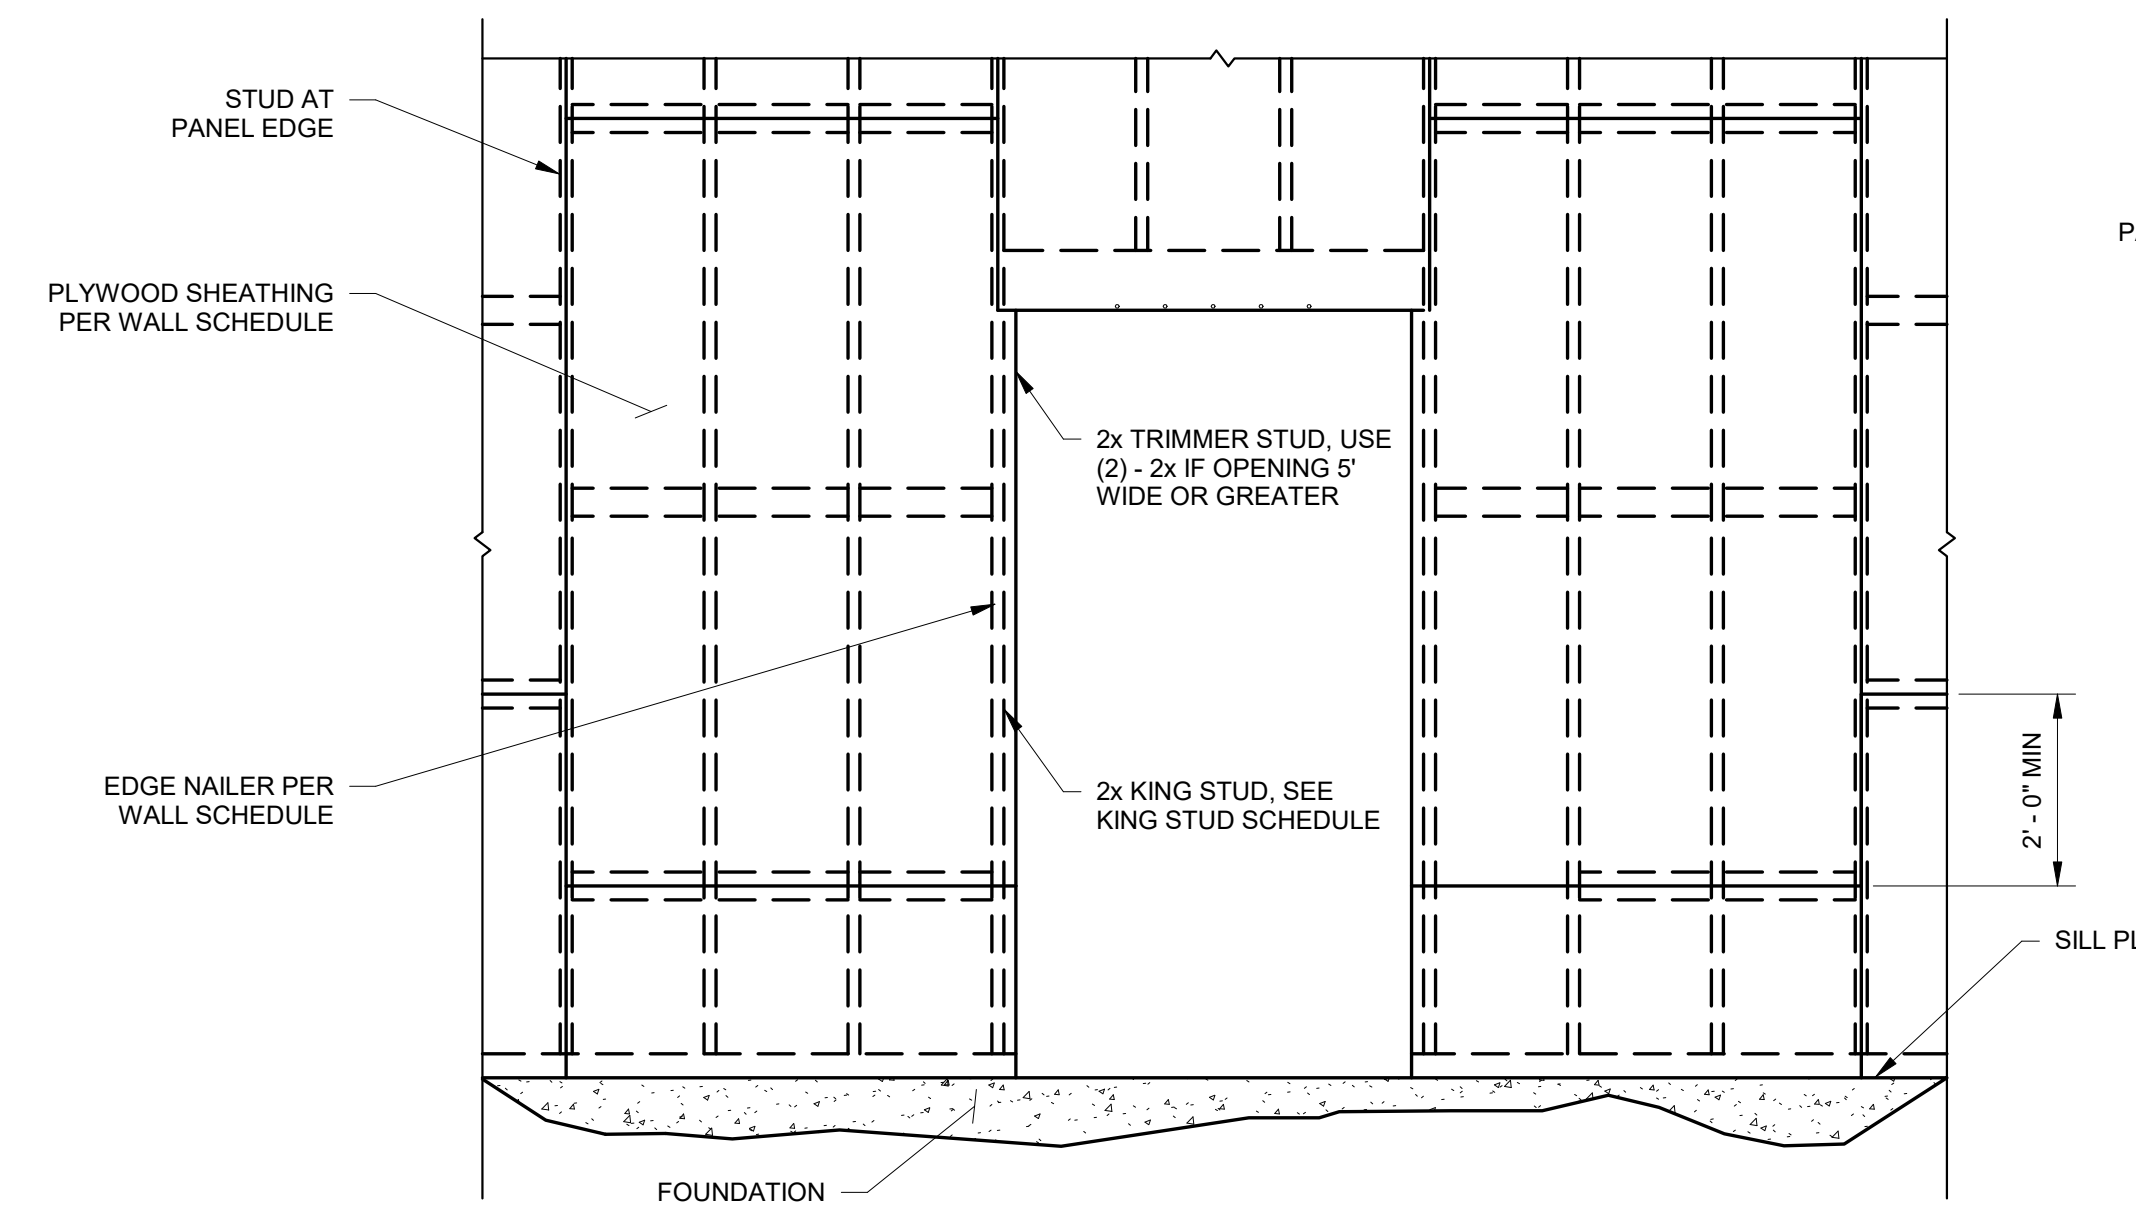 STUD AT
PANEL EDGE
PLYWOOD SHEATHING
PER WALL SCHEDULE
2x TRIMMER STUD, USE
(2) - 2x IF OPENING 5'
WIDE OR GREATER
EDGE NAILER PER
WALL SCHEDULE
2x KING STUD, SEE
KING STUD SCHEDULE
2' - 0" MIN
SILL
FOUNDATION